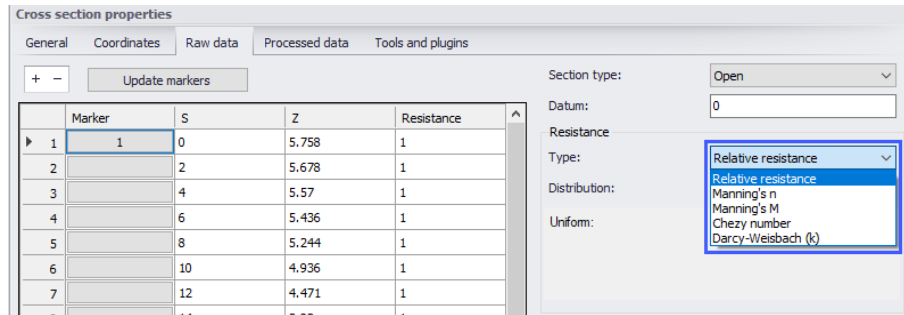 Cross section properties
General Coordinates Raw data Processed data Tools and plugins
+ − Update markers
Marker S Z Resistance
1 1 0 5.758 1
2 2 5.678 1
3 4 5.57 1
4 6 5.436 1
5 8 5.244 1
6 10 4.936 1
7 12 4.471 1
Section type: Open
Datum: 0
Resistance
Type: Relative resistance
Relative resistance
Manning's n
Manning's M
Chezy number
Darcy-Weisbach (k)
Distribution:
Uniform: